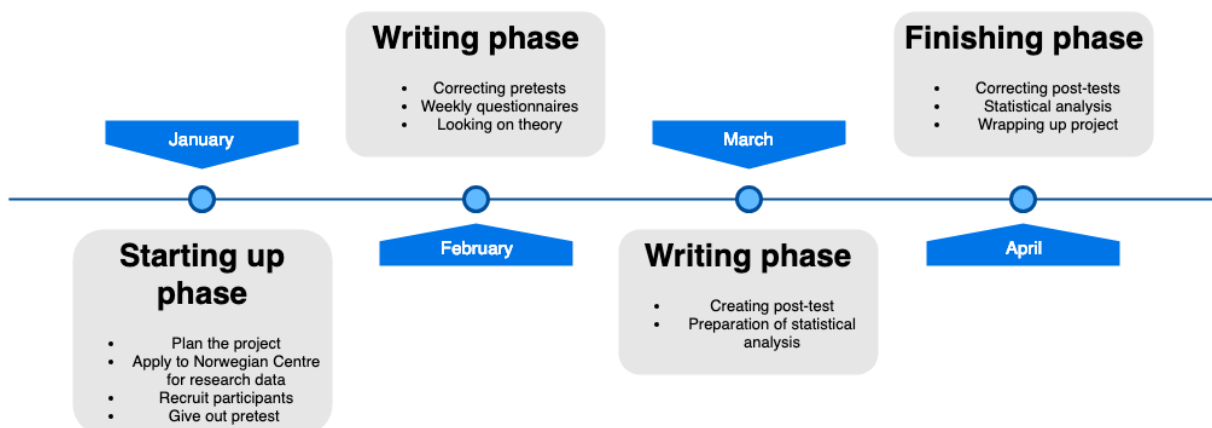 January
Starting up
phase
Plan the project
Apply to Norwegian Centre
for research data
Recruit participants
Give out pretest
Writing phase
Correcting pretests
Weekly questionnaires
Looking on theory
February
March
Writing phase
Creating post-test
Preparation of statistical
analysis
Finishing phase
Correcting post-tests
Statistical analysis
Wrapping up project
April